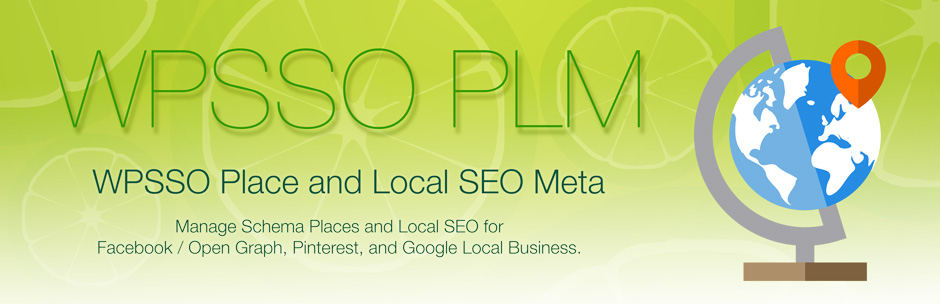 WPSSO PLM
WPSSO Place and Local SEO Meta
Manage Schema Places and Local SEO for
Facebook / Open Graph, Pinterest, and Google Local Business.